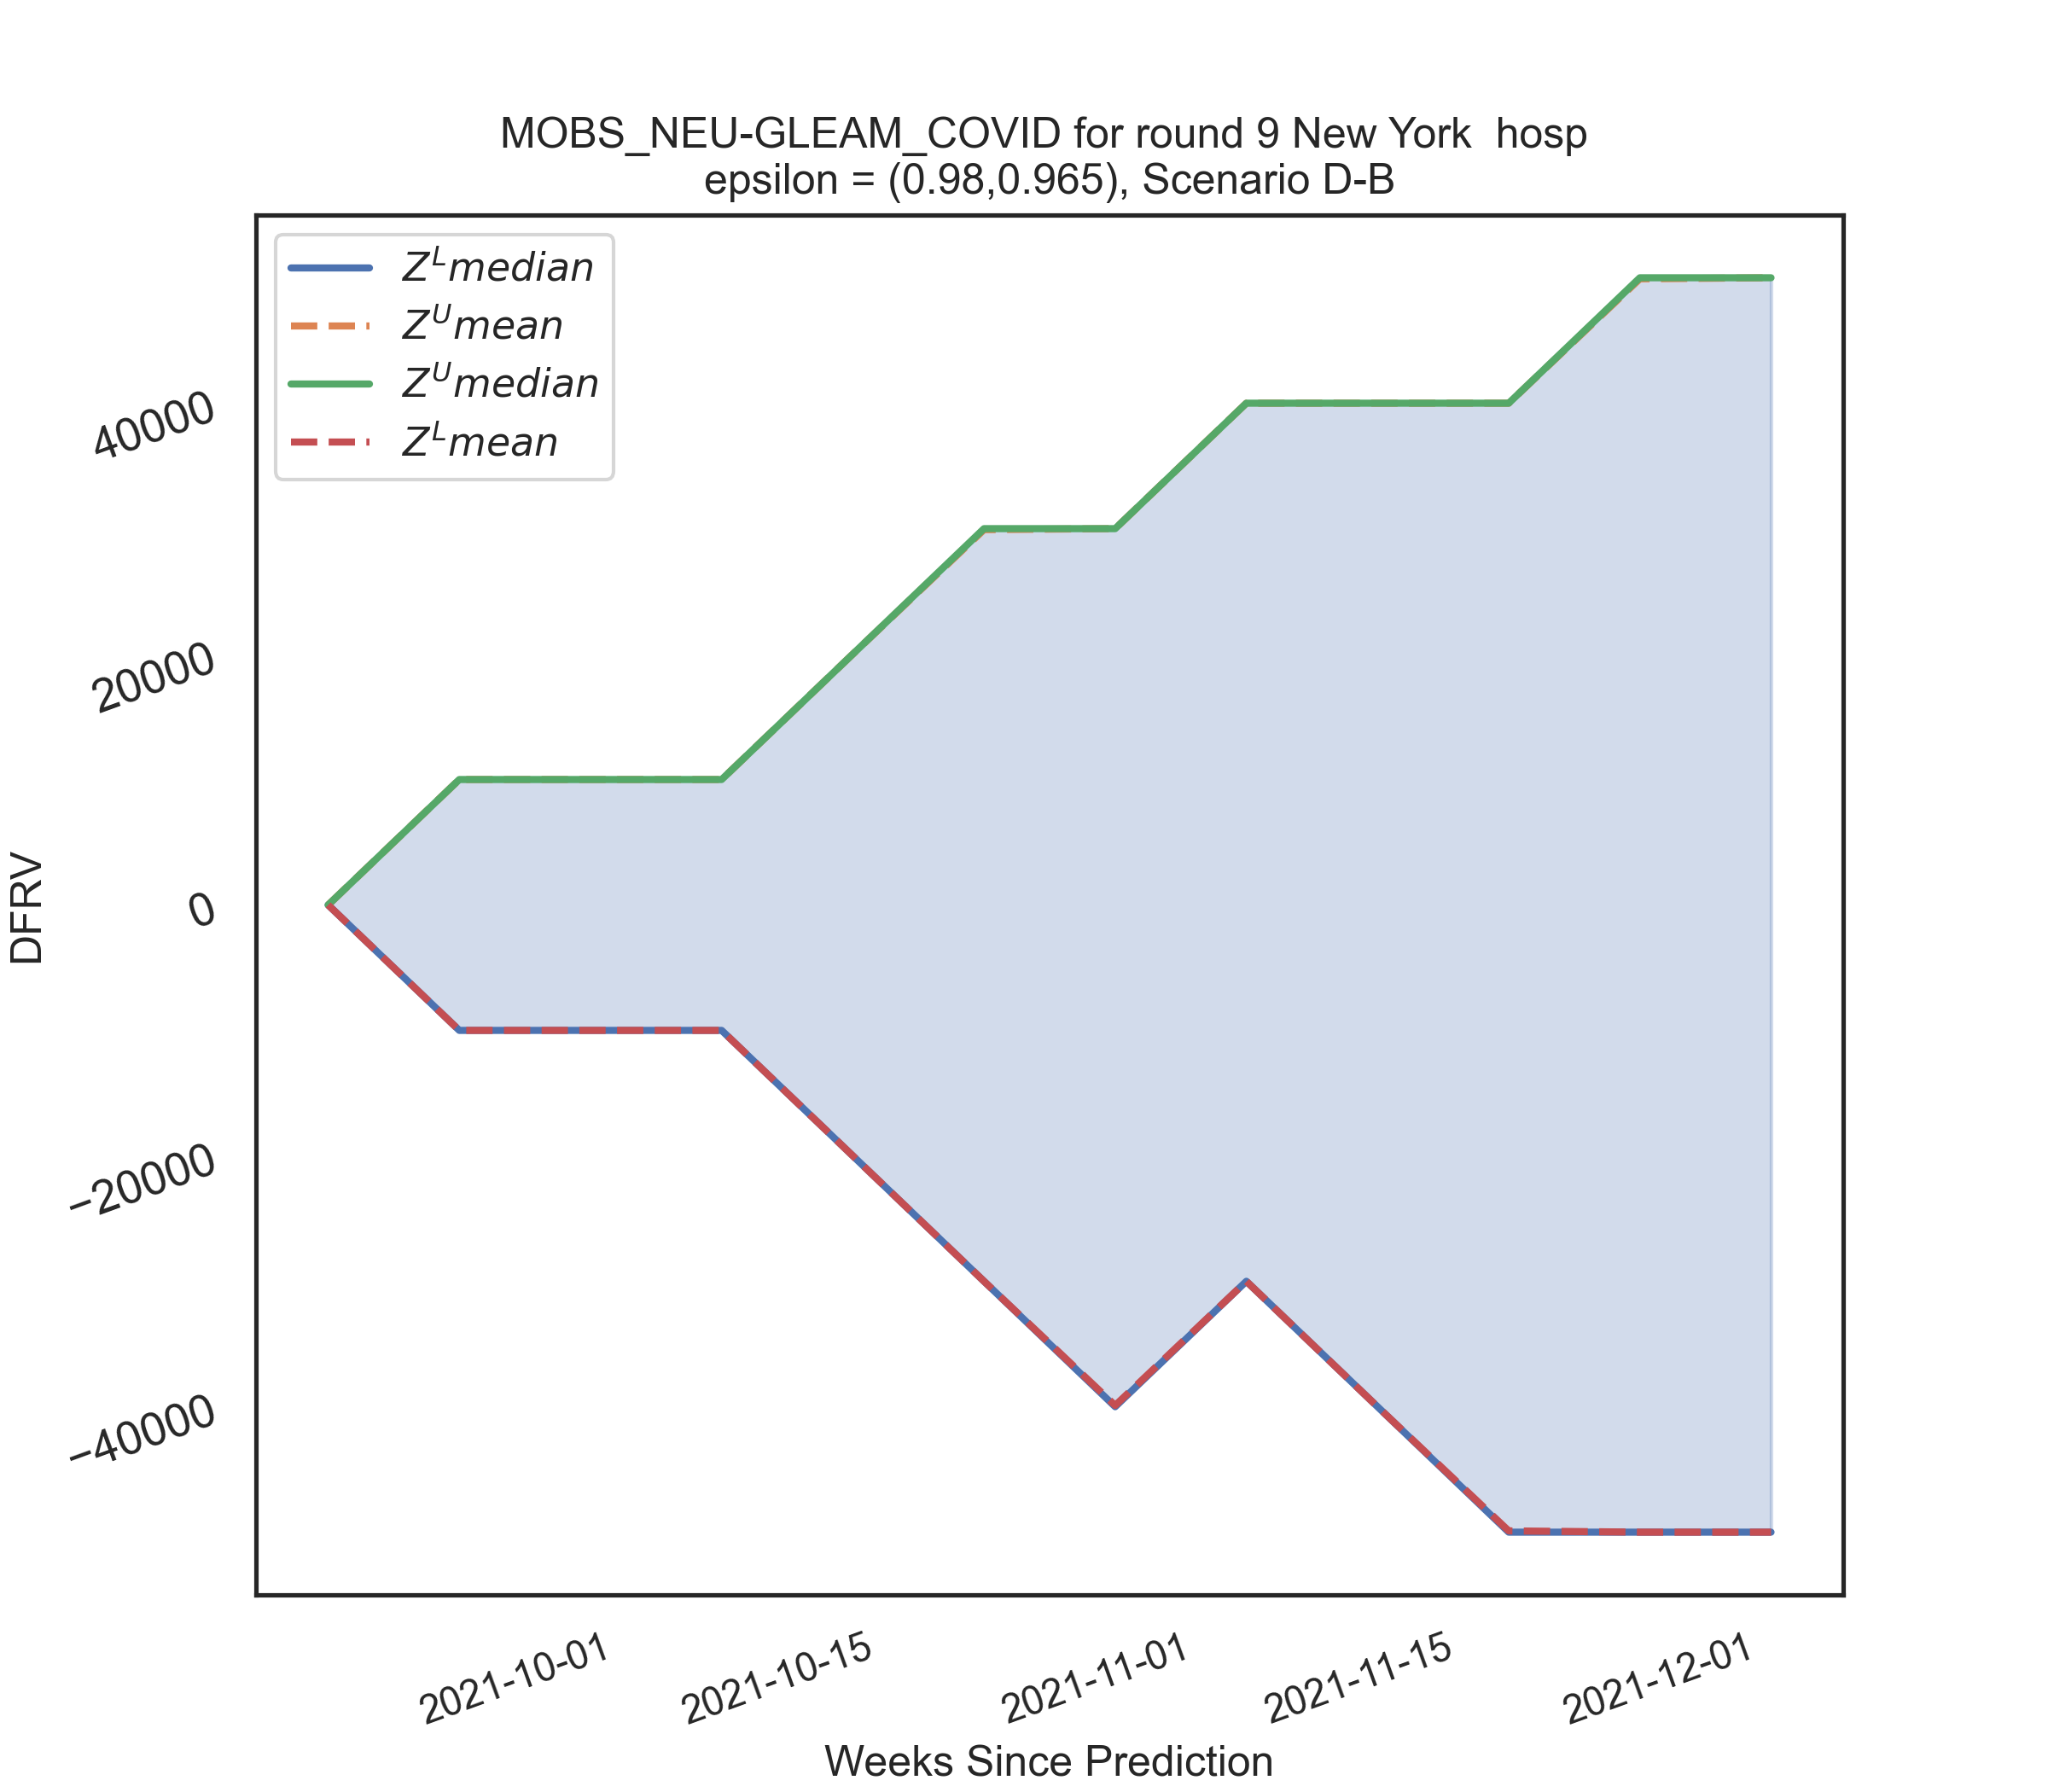 MOBS_NEU-GLEAM_COVID for round 9 New York  hosp
epsilon = (0.98,0.965), Scenario D-B
Z^L median
Z^U mean
Z^U median
Z^L mean
40000
20000
0
−20000
−40000
DFRV
2021-10-01
2021-10-15
2021-11-01
2021-11-15
2021-12-01
Weeks Since Prediction